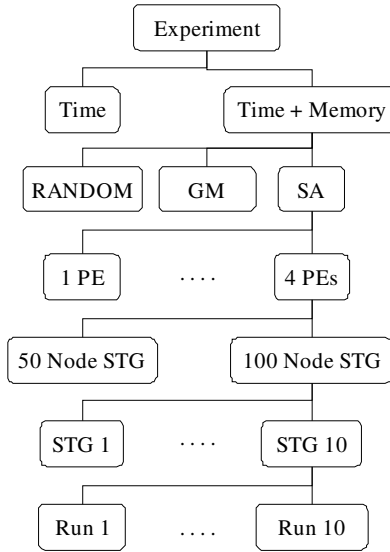 Experiment
Time Time + Memory
RANDOM GM SA
1 PE .... 4 PEs
50 Node STG 100 Node STG
STG 1 .... STG 10
Run 1 .... Run 10